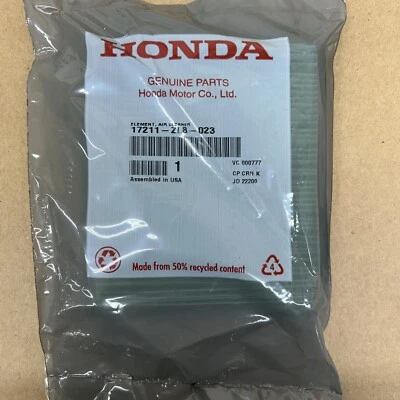 HONDA
GENUINE PARTS
Honda Motor Co., Ltd.
ELEMENT, AIR CLEANER
17211-ZL8-023
1
VC 000777
Assembled in USA
CP CRN K
JO 22200
Made from 50% recycled content
4